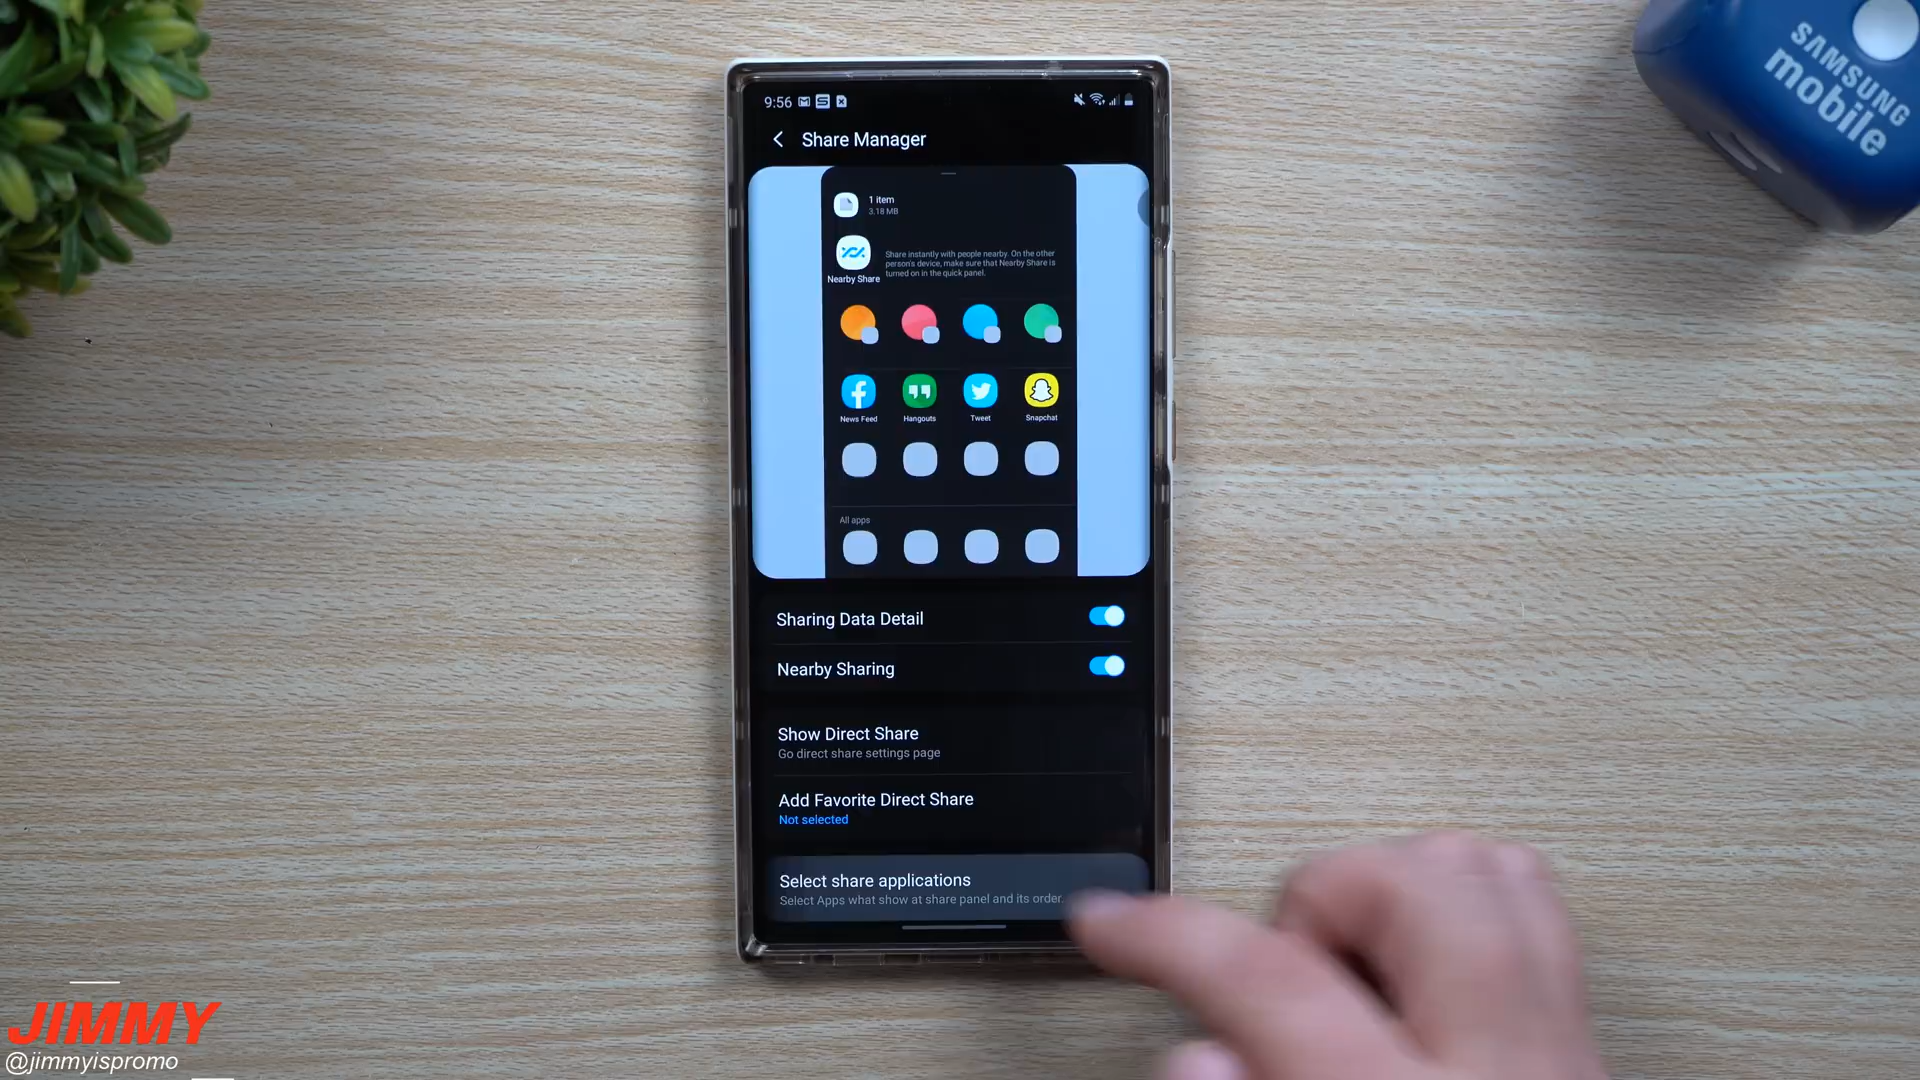 SAMSUNG
mobile
9:56
Share Manager
1 item
3.18 MB
Share instantly with people nearby. On the other
person's device, make sure that Nearby Share is
turned on in the quick panel.
Nearby Share
News Feed
Hangouts
Tweet
Snapchat
All apps
Sharing Data Detail
Nearby Sharing
Show Direct Share
Go direct share settings page
Add Favorite Direct Share
Not selected
Select share applications
Select Apps what show at share panel and its order.
JIMMY
@jimmyispromo